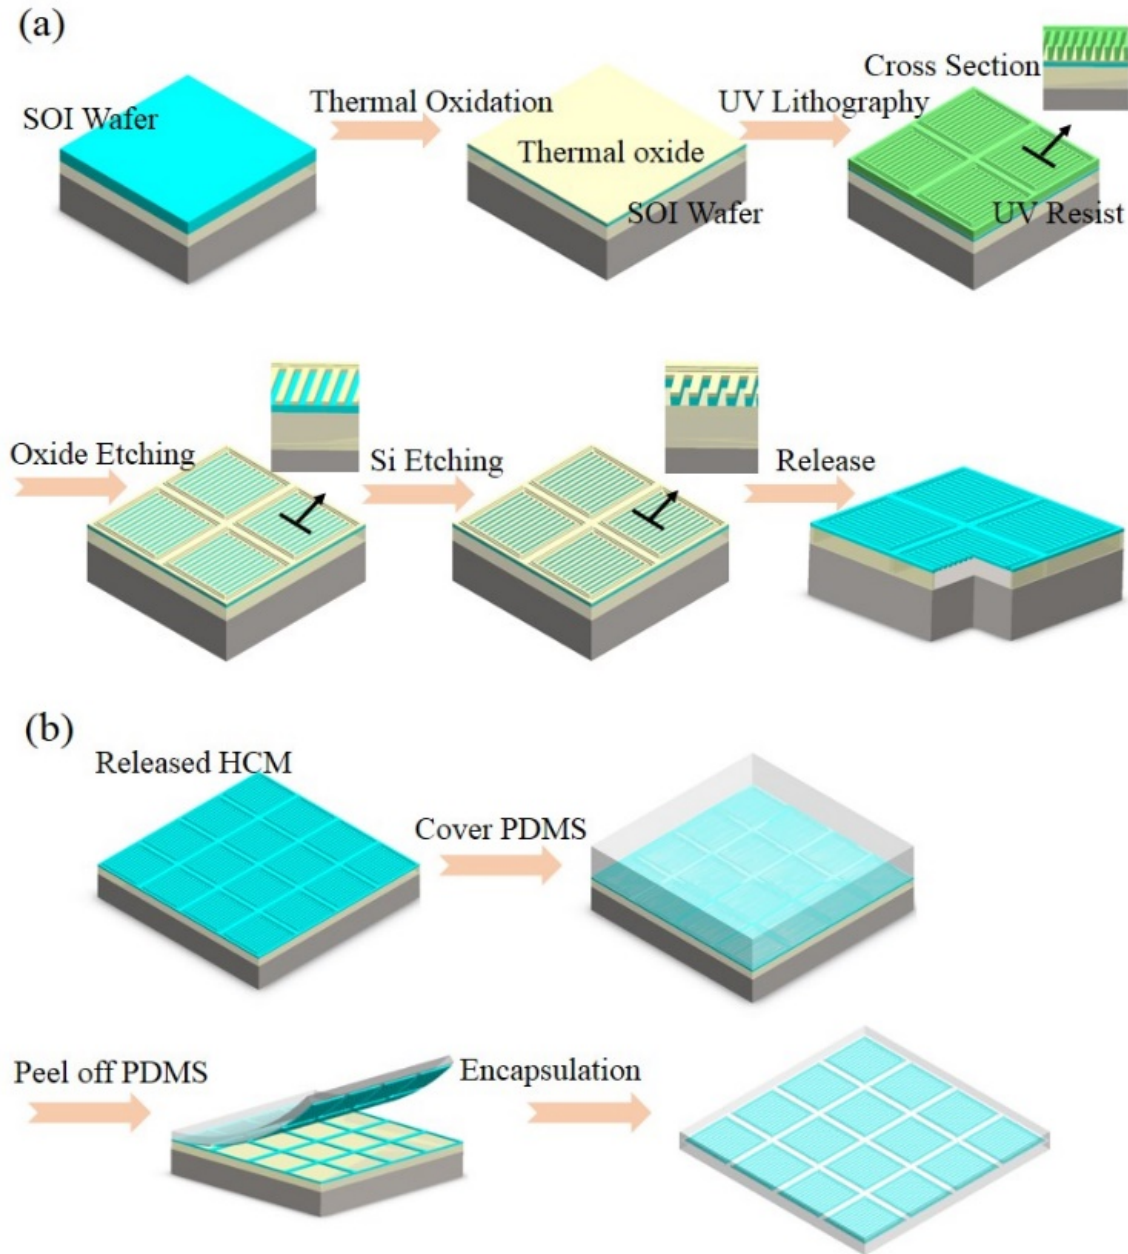 (a)
SOI Wafer
Thermal Oxidation
Thermal oxide
SOI Wafer
UV Lithography
Cross Section
UV Resist
Oxide Etching
Si Etching
Release
(b)
Released HCM
Cover PDMS
Peel off PDMS
Encapsulation